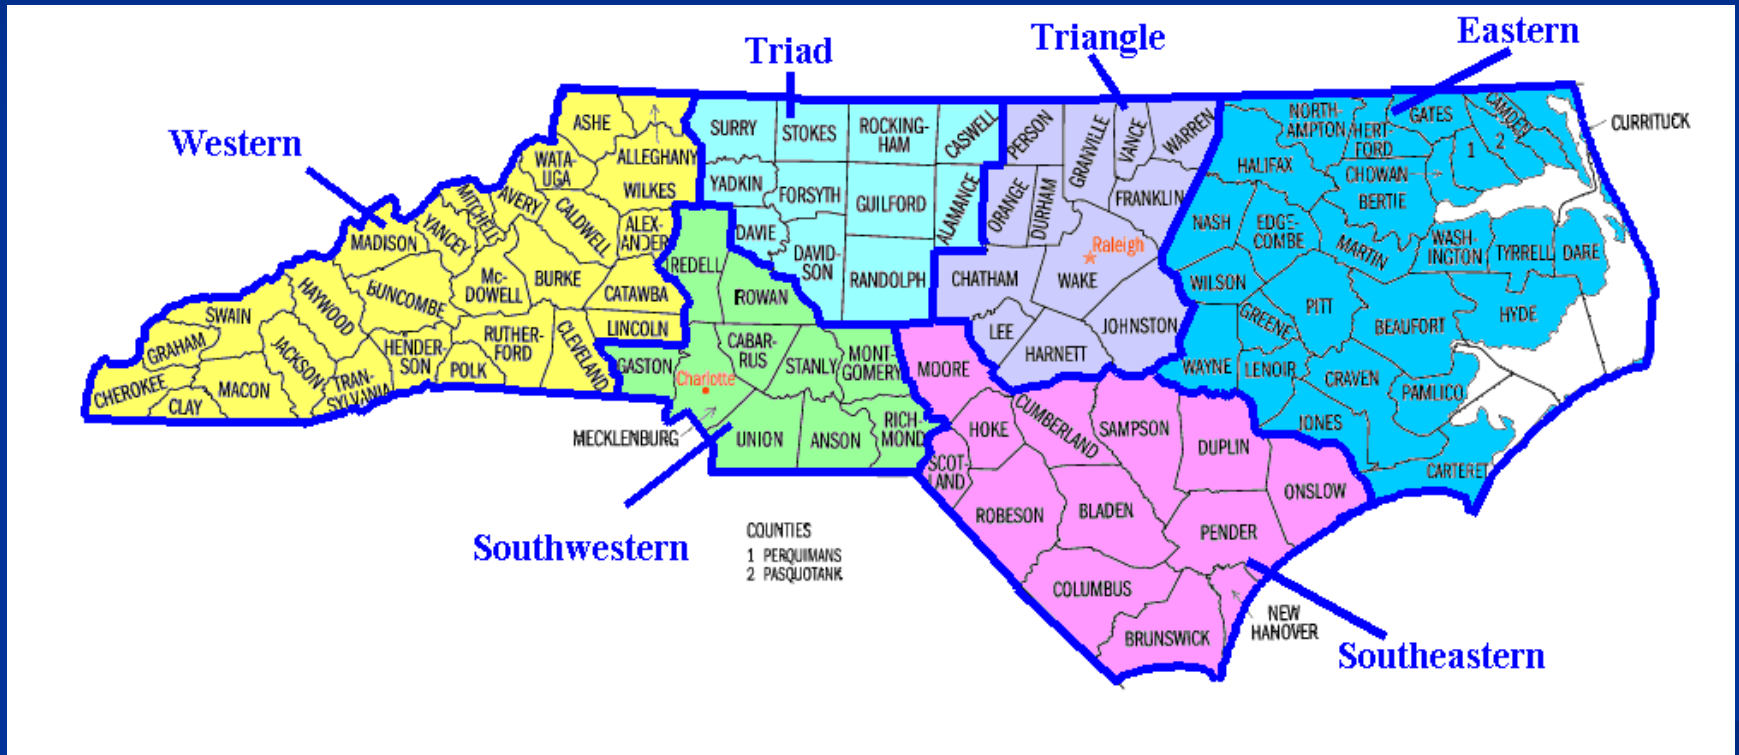 Triad
Triangle
Eastern
Western
Southwestern
Southeastern
ASHE
ALLEGHANY
WATA-
UGA
WILKES
AVERY
MITCHELL
CALDWELL
ALEX-
ANDER
MADISON
YANCEY
Mc-
DOWELL
BURKE
CATAWBA
BUNCOMBE
HAYWOOD
SWAIN
GRAHAM
JACKSON
HENDER-
SON
POLK
RUTHER-
FORD
CLEVELAND
LINCOLN
CHEROKEE
CLAY
MACON
TRAN-
SYLVANIA
SURRY
STOKES
ROCKING-
HAM
CASWELL
YADKIN
FORSYTH
GUILFORD
ALAMANCE
DAVIE
DAVID-
SON
RANDOLPH
REDELL
ROWAN
GASTON
CABAR-
RUS
STANLY
MONT-
GOMERY
Charlotte
MECKLENBURG
UNION
ANSON
RICH-
MOND
PERSON
GRANVILLE
VANCE
WARREN
ORANGE
DURHAM
FRANKLIN
Raleigh
CHATHAM
WAKE
LEE
HARNETT
JOHNSTON
NORTH-
AMPTON
HERT-
FORD
GATES
CAMDEN
CURRITUCK
1
2
HALIFAX
CHOWAN
BERTIE
NASH
EDGE-
COMBE
MARTIN
WASH-
INGTON
TYRRELL
DARE
WILSON
PITT
GREENE
BEAUFORT
HYDE
WAYNE
LENOIR
CRAVEN
PAMLICO
JONES
CARTERET
MOORE
HOKE
CUMBERLAND
SAMPSON
DUPLIN
SCOT-
LAND
ROBESON
BLADEN
ONSLOW
PENDER
COLUMBUS
BRUNSWICK
NEW
HANOVER
COUNTIES
1 PERQUIMANS
2 PASQUOTANK